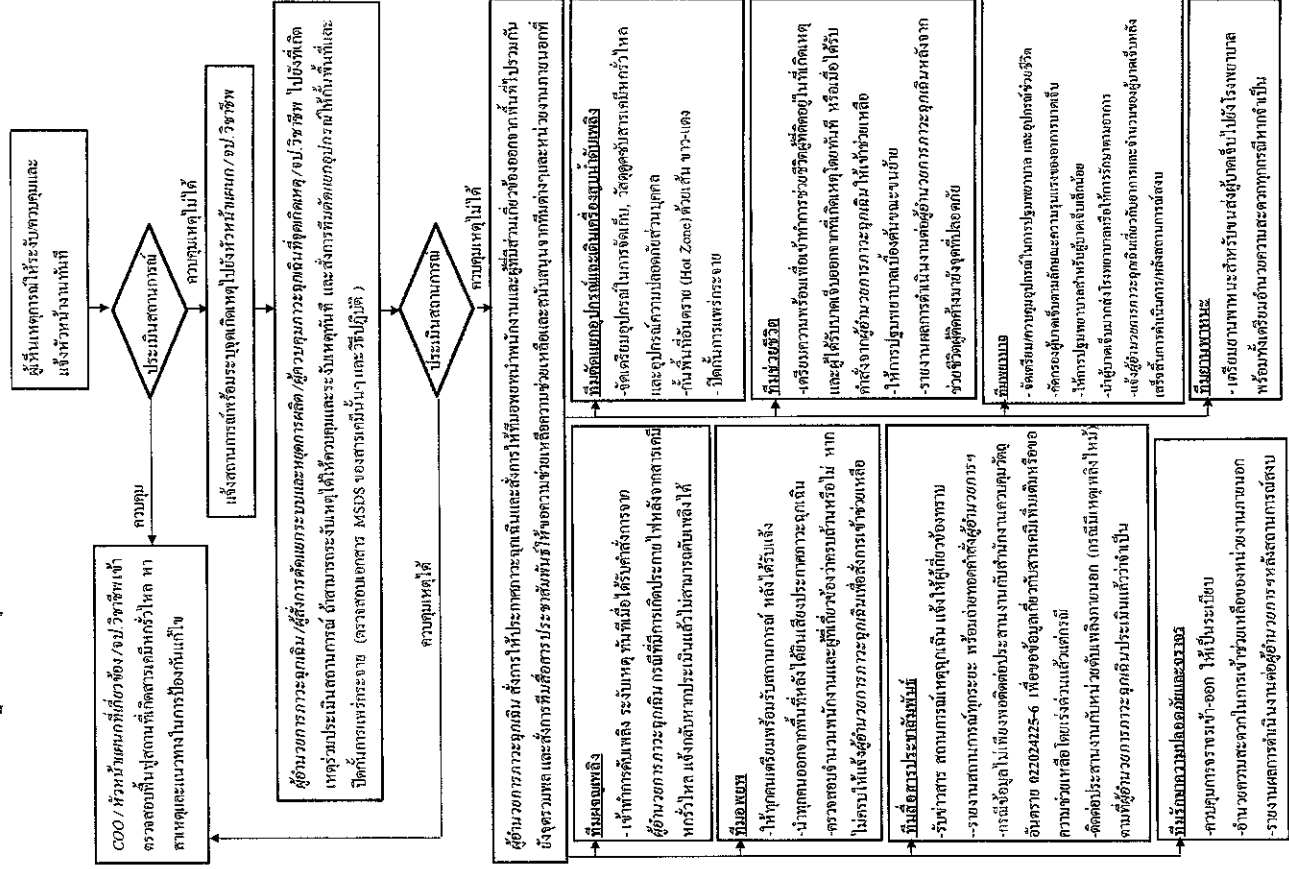 ผู้เห็นเหตุการณ์ให้ระงับ/ควบคุมและ
แจ้งหัวหน้างานทันที
ประเมินสถานการณ์
ควบคุม
ควบคุมเหตุไม่ได้
COO / หัวหน้าแผนกที่เกี่ยวข้อง /จป.วิชาชีพเข้า
ตรวจสอบฟื้นฟูสถานที่เกิดสารเคมีหกรั่วไหล หา
สาเหตุและแนวทางในการป้องกันแก้ไข
แจ้งสถานการณ์พร้อมระบุจุดเกิดเหตุไปยังหัวหน้าแผนก / จป.วิชาชีพ
ผู้อำนวยการภาวะฉุกเฉิน /ผู้สั่งการตัดแยกระบบและหยุดการผลิต /ผู้ควบคุมภาวะฉุกเฉินที่จุดเกิดเหตุ /จป.วิชาชีพ ไปยังที่เกิด
เหตุร่วมประเมินสถานการณ์ ถ้าสามารถระงับเหตุได้ให้ควบคุมและระงับเหตุทันที และสั่งการทีมตัดแยกอุปกรณ์ให้กั้นพื้นที่และ
ปิดกั้นการแพร่กระจาย (ตรวจสอบเอกสาร MSDS ของสารเคมีนั้นๆ และวิธีปฏิบัติ )
ประเมินสถานการณ์
ควบคุมเหตุได้
ควบคุมเหตุไม่ได้
ผู้อำนวยการภาวะฉุกเฉิน สั่งการให้ประกาศภาวะฉุกเฉินและสั่งการให้ทีมอพยพนำพนักงานและผู้ที่มีส่วนเกี่ยวข้องออกจากพื้นที่ไปรวมกัน
ยังจุดรวมพล และสั่งการทีมสื่อสารประชาสัมพันธ์ให้ขอความช่วยเหลือและสนับสนุนจากทีมต่างๆและหน่วยงานภายนอกที่
ทีมผจญเพลิง
- เข้าทำการดับเพลิง ระงับเหตุ ทันทีเมื่อได้รับคำสั่งการจาก
ผู้อำนวยการภาวะฉุกเฉิน กรณีที่มีการเกิดประกายไฟหลังจากสารเคมี
หกรั่วไหล แจ้งกลับหากประเมินแล้วไม่สามารถดับเพลิงได้
ทีมอพยพ
-ให้ทุกคนเตรียมพร้อมรับสถานการณ์ หลังได้รับแจ้ง
-นำทุกคนออกจากพื้นที่หลังได้ยินเสียงประกาศภาวะฉุกเฉิน
-ตรวจสอบจำนวนพนักงานและผู้ที่เกี่ยวข้องว่าครบถ้วนหรือไม่ หาก
ไม่ครบให้แจ้งผู้อำนวยการภาวะฉุกเฉินเพื่อสั่งการเข้าช่วยเหลือ
ทีมสื่อสารประชาสัมพันธ์
-รับข่าวสาร สถานการณ์เหตุฉุกเฉิน แจ้งให้ผู้เกี่ยวข้องทราบ
--รายงานสถานการณ์ทุกระยะ พร้อมถ่ายทอดคำสั่งผู้อำนวยการฯ
-กรณีข้อมูลไม่เพียงพอติดต่อประสานงานกับสำนักงานควบคุมวัตถุ
อันตราย 022024225-6 เพื่อขอข้อมูลเกี่ยวกับสารเคมีเพิ่มเติมหรือขอ
ความช่วยเหลือโดยเร่งด่วนแล้วแต่กรณี
-ติดต่อประสานงานกับหน่วยดับเพลิงภายนอก (กรณีมีเหตุเพลิงไหม้)
ตามที่ผู้อำนวยการภาวะฉุกเฉินประเมินแล้วว่าจำเป็น
ทีมรักษาความปลอดภัยและจราจร
-ควบคุมการจราจรเข้า-ออก ให้เป็นระเบียบ
-อำนวยความสะดวกในการเข้าช่วยเหลือของหน่วยงานภายนอก
-รายงานผลการดำเนินงานต่อผู้อำนวยการฯหลังสถานการณ์สงบ
ทีมตัดแยกอุปกรณ์และเดินเครื่องสูบน้ำดับเพลิง
-จัดเตรียมอุปกรณ์ในการจัดเก็บ, วัสดุดูดซับสารเคมีหกรั่วไหล
และอุปกรณ์ความปลอดภัยส่วนบุคคล
-กั้นพื้นที่อันตราย (Hot Zone) ด้วยเส้น ขาว-แดง
- ปิดกั้นการแพร่กระจาย
ทีมช่วยชีวิต
-เตรียมความพร้อมเพื่อเข้าทำการช่วยชีวิตผู้ที่ติดอยู่ในที่เกิดเหตุ
และผู้ได้รับบาดเจ็บออกจากที่เกิดเหตุโดยทันที หรือเมื่อได้รับ
คำสั่งจากผู้อำนวยการภาวะฉุกเฉินให้เข้าช่วยเหลือ
-ให้การปฐมพยาบาลเบื้องต้นขณะขนย้าย
-รายงานผลการดำเนินงานต่อผู้อำนวยการภาวะฉุกเฉินหลังจาก
ช่วยชีวิตผู้ติดค้างมายังจุดที่ปลอดภัย
ทีมพยาบาล
- จัดเตรียม/ควบคุมอุปกรณ์ในการปฐมพยาบาล และอุปกรณ์ช่วยชีวิต
-คัดกรองผู้บาดเจ็บตามลักษณะความรุนแรงของอาการบาดเจ็บ
-ให้การปฐมพยาบาลสำหรับผู้บาดเจ็บเล็กน้อย
-นำผู้บาดเจ็บมากส่งโรงพยาบาลหรือให้การรักษาตามอาการ
-แจ้งผู้อำนวยการภาวะฉุกเฉินเกี่ยวกับอาการและจำนวนของผู้บาดเจ็บหลัง
เสร็จสิ้นการดำเนินการ/หลังสถานการณ์สงบ
ทีมยานพาหนะ
- เตรียมยานพาหนะสำหรับขนส่งผู้บาดเจ็บไปยังโรงพยาบาล
พร้อมทั้งเตรียมอำนวยความสะดวกทุกกรณีหากจำเป็น